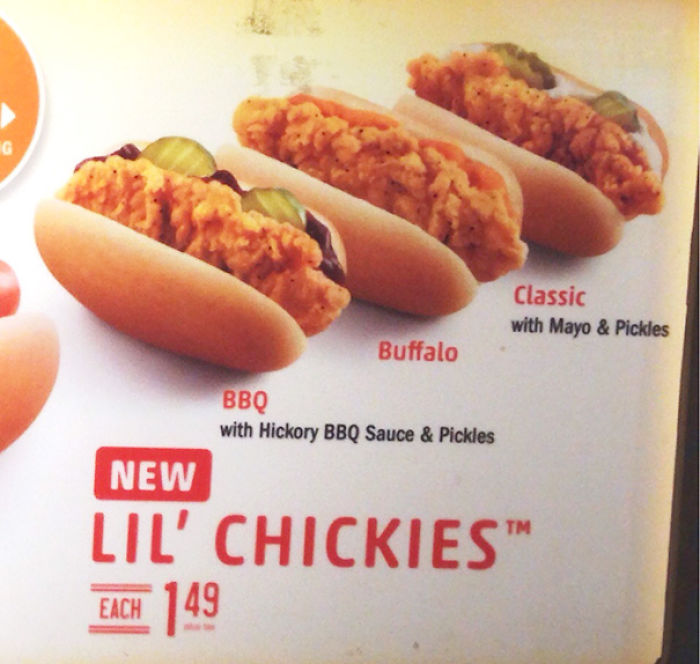 G
Classic
with Mayo & Pickles
Buffalo
BBQ
with Hickory BBQ Sauce & Pickles
NEW
LIL' CHICKIES™
EACH 1 49